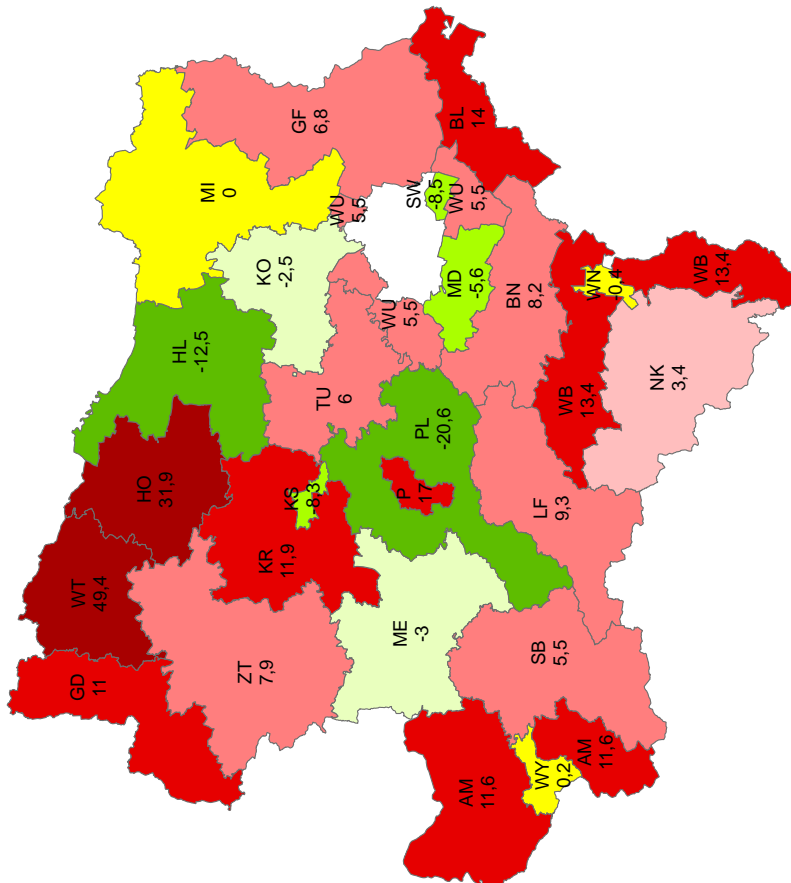 GD
11
WT
49,4
HO
31,9
HL
-12,5
MI
0
ZT
7,9
KR
11,9
KO
-2,5
KS
-8,3
GF
6,8
TU
6
WU
5,5
WU
5,5
ME
-3
P
17
SW
-8,5
PL
-20,6
MD
-5,6
WU
5,5
BL
14
AM
11,6
BN
8,2
SB
5,5
LF
9,3
WY
0,2
WB
13,4
AM
11,6
WN
-0,4
NK
3,4
WB
13,4